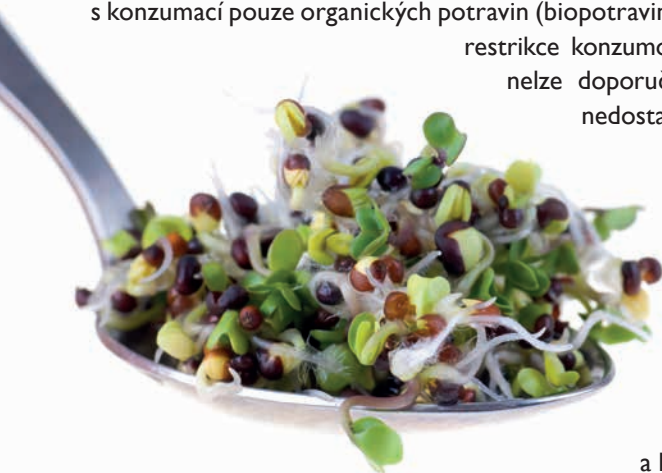 s konzumací pouze organických potravin (biopotravin
restrikce konzumo
nelze doporuč
nedosta
a